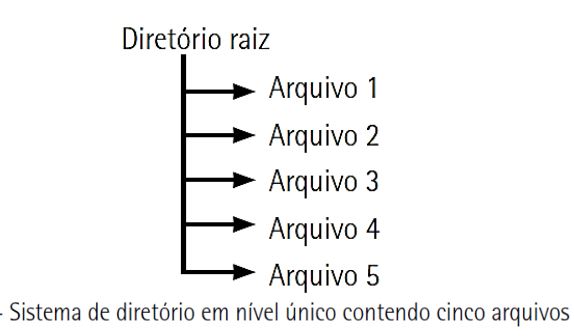 Diretório raiz
Arquivo 1
Arquivo 2
Arquivo 3
Arquivo 4
Arquivo 5
- Sistema de diretório em nível único contendo cinco arquivos